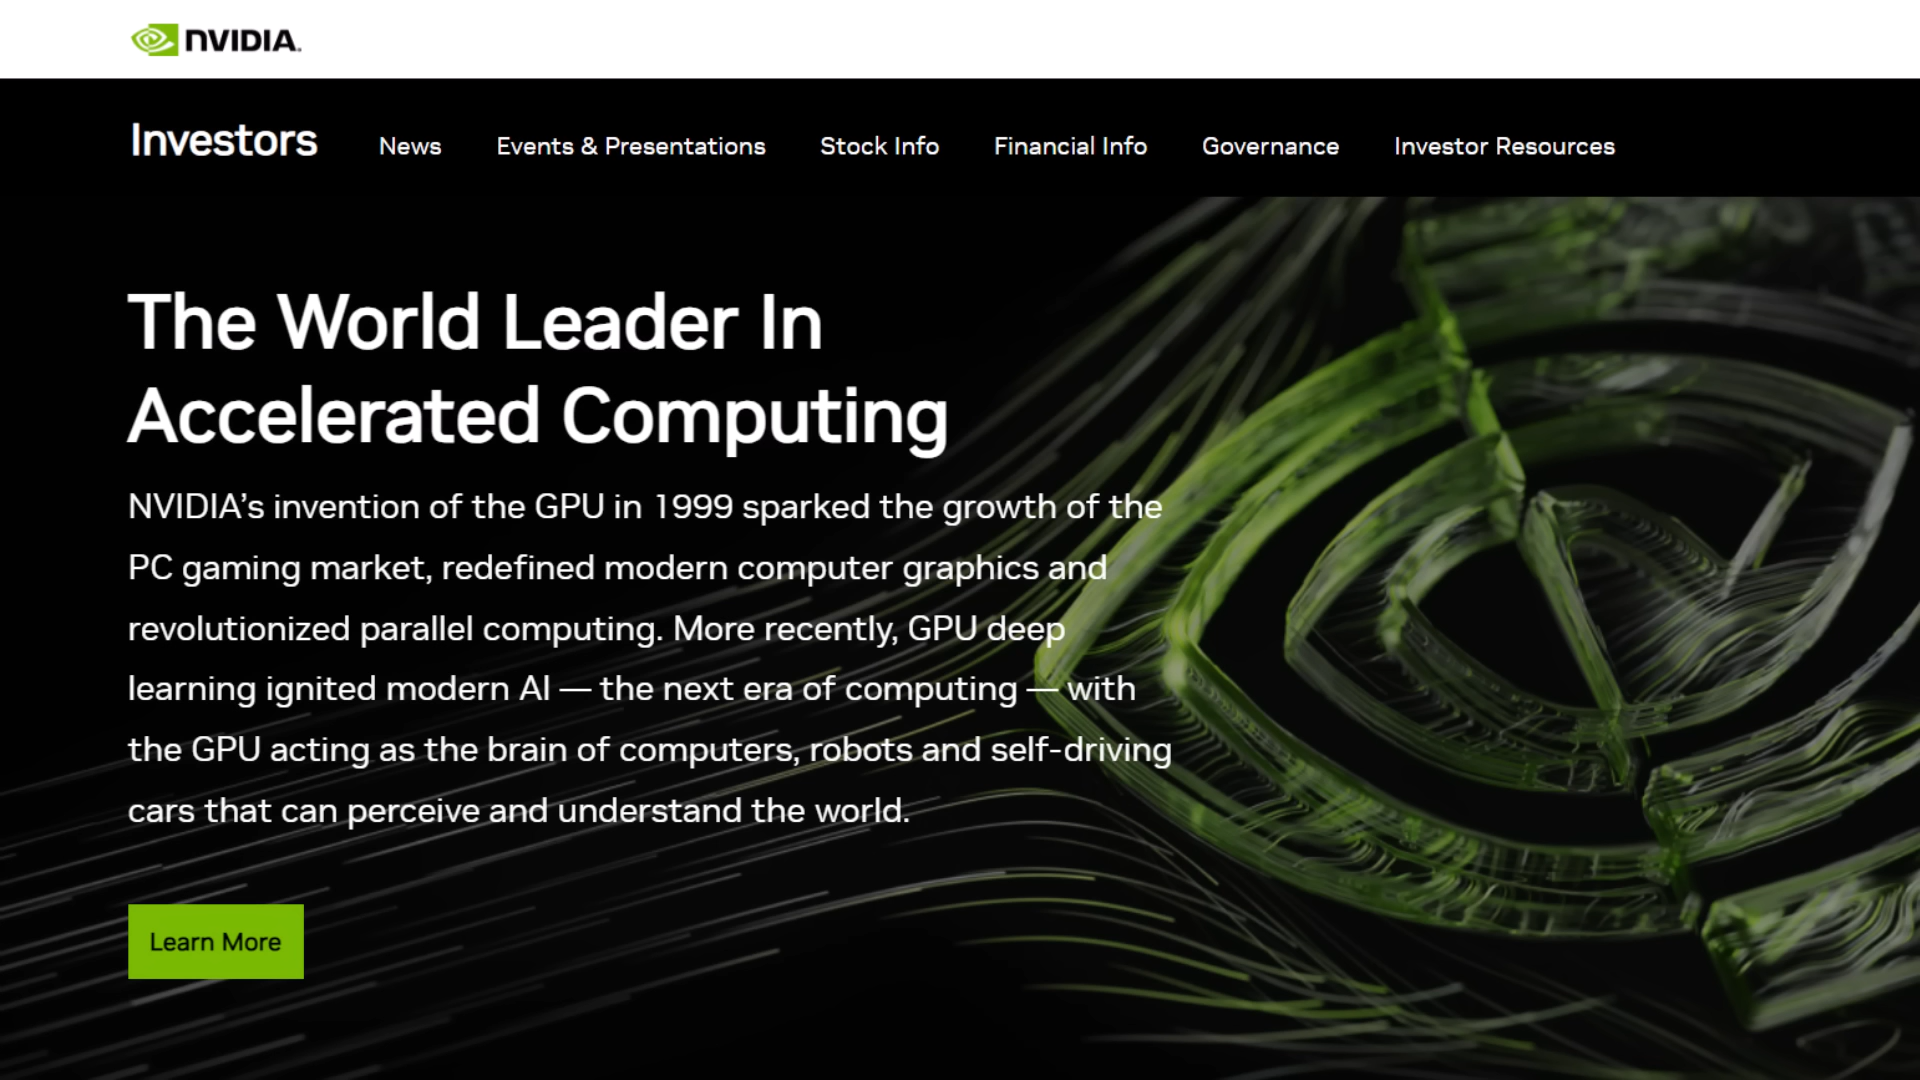 NVIDIA.
Investors
News
Events & Presentations
Stock Info
Financial Info
Governance
Investor Resources
The World Leader In
Accelerated Computing
NVIDIA’s invention of the GPU in 1999 sparked the growth of the
PC gaming market, redefined modern computer graphics and
revolutionized parallel computing. More recently, GPU deep
learning ignited modern AI — the next era of computing — with
the GPU acting as the brain of computers, robots and self-driving
cars that can perceive and understand the world.
Learn More